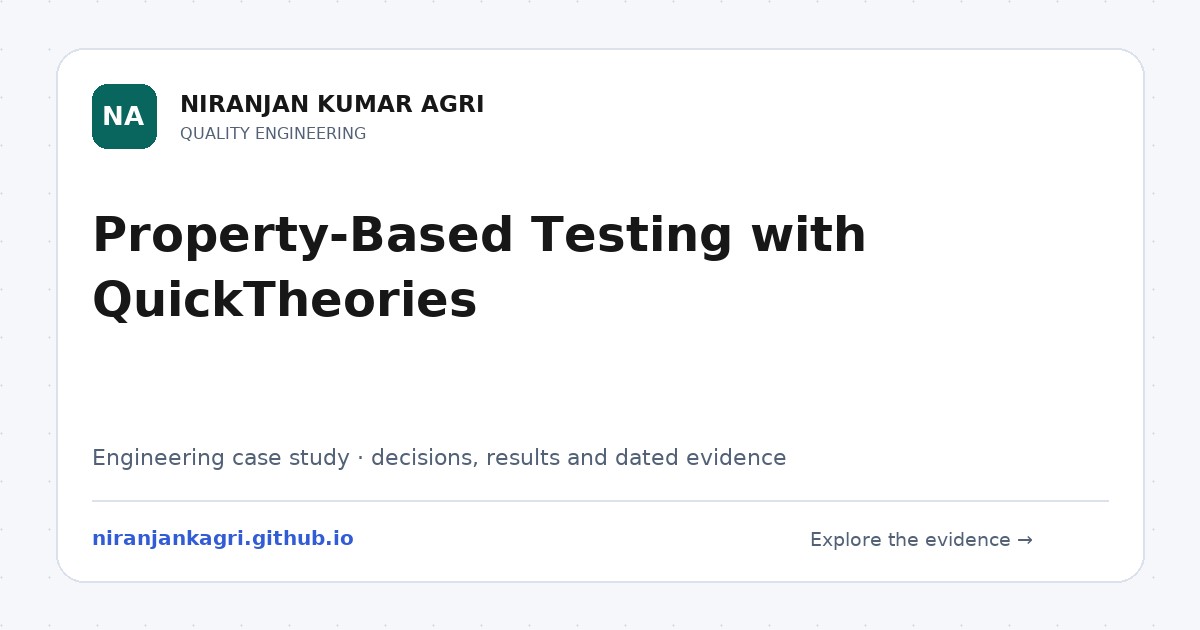 NA
NIRANJAN KUMAR AGRI
QUALITY ENGINEERING
Property-Based Testing with
QuickTheories
Engineering case study · decisions, results and dated evidence
niranjankagri.github.io
Explore the evidence →